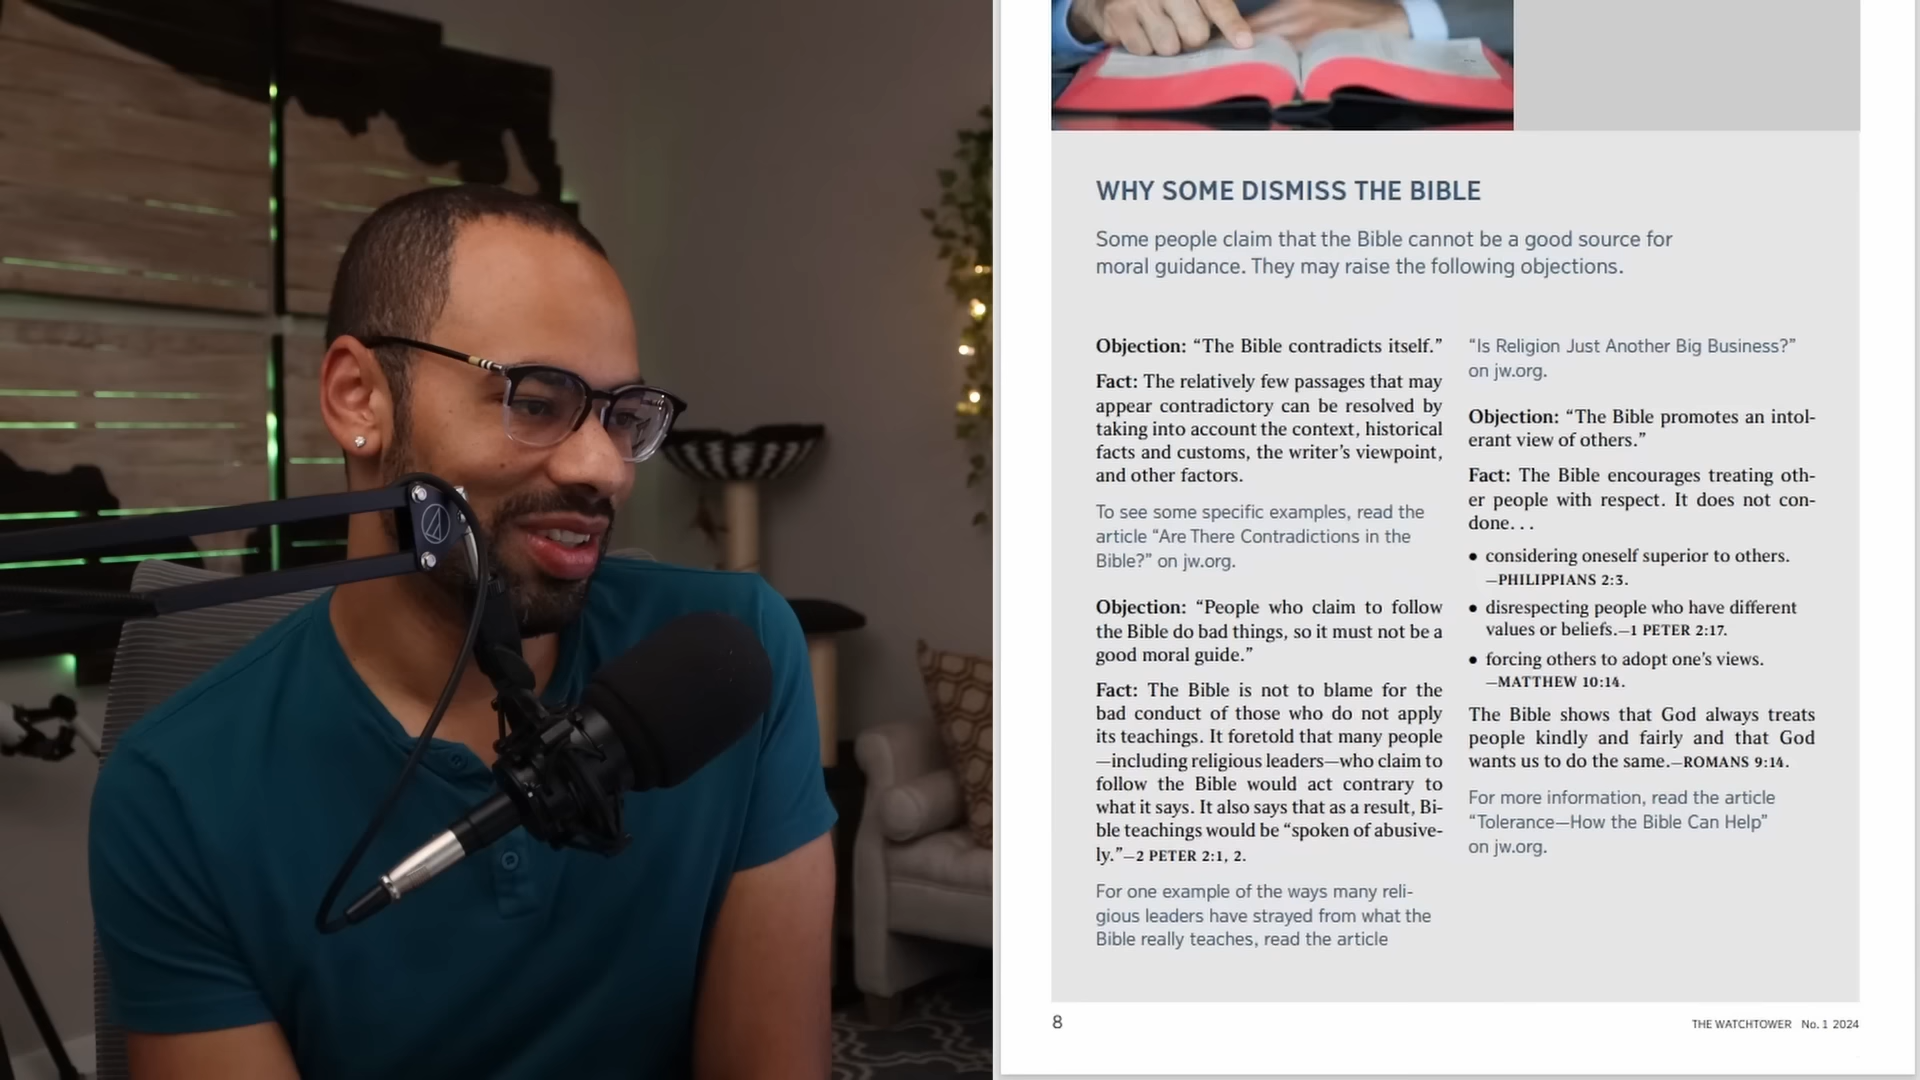 WHY SOME DISMISS THE BIBLE
Some people claim that the Bible cannot be a good source for
moral guidance. They may raise the following objections.
Objection: “The Bible contradicts itself.”
Fact: The relatively few passages that may
appear contradictory can be resolved by
taking into account the context, historical
facts and customs, the writer’s viewpoint,
and other factors.
To see some specific examples, read the
article “Are There Contradictions in the
Bible?” on jw.org.
Objection: “People who claim to follow
the Bible do bad things, so it must not be a
good moral guide.”
Fact: The Bible is not to blame for the
bad conduct of those who do not apply
its teachings. It foretold that many people
—including religious leaders—who claim to
follow the Bible would act contrary to
what it says. It also says that as a result, Bi-
ble teachings would be “spoken of abusive-
ly.”—2 PETER 2:1, 2.
For one example of the ways many reli-
gious leaders have strayed from what the
Bible really teaches, read the article
“Is Religion Just Another Big Business?”
on jw.org.
Objection: “The Bible promotes an intol-
erant view of others.”
Fact: The Bible encourages treating oth-
er people with respect. It does not con-
done. . .
• considering oneself superior to others.
—PHILIPPIANS 2:3.
• disrespecting people who have different
values or beliefs.—1 PETER 2:17.
• forcing others to adopt one’s views.
—MATTHEW 10:14.
The Bible shows that God always treats
people kindly and fairly and that God
wants us to do the same.—ROMANS 9:14.
For more information, read the article
“Tolerance—How the Bible Can Help”
on jw.org.
8
THE WATCHTOWER No. 1 2024